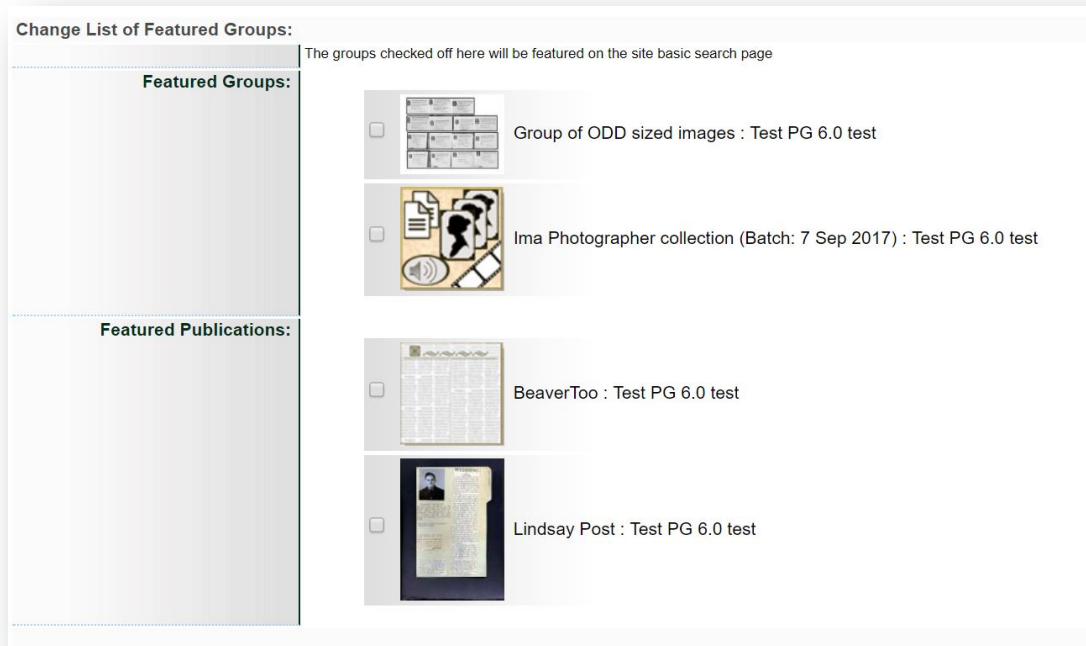 Change List of Featured Groups:
The groups checked off here will be featured on the site basic search page
Featured Groups:
Group of ODD sized images : Test PG 6.0 test
Ima Photographer collection (Batch: 7 Sep 2017) : Test PG 6.0 test
Featured Publications:
BeaverToo : Test PG 6.0 test
Lindsay Post : Test PG 6.0 test